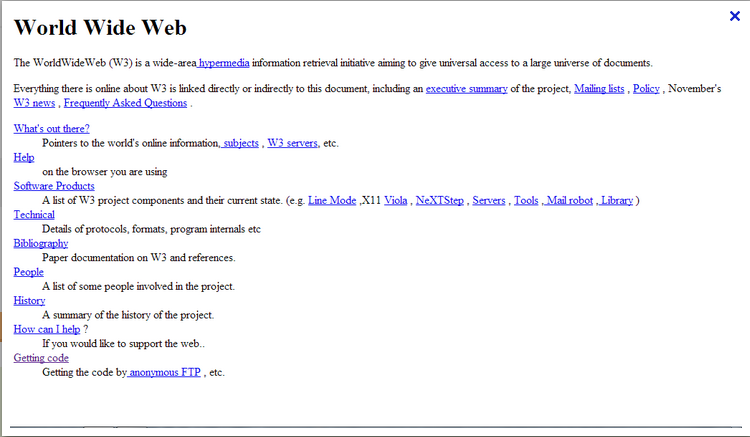 World Wide Web
The WorldWideWeb (W3) is a wide-area hypermedia information retrieval initiative aiming to give universal access to a large universe of documents.
Everything there is online about W3 is linked directly or indirectly to this document, including an executive summary of the project, Mailing lists , Policy , November's
W3 news , Frequently Asked Questions .
What's out there?
Pointers to the world's online information, subjects , W3 servers, etc.
Help
on the browser you are using
Software Products
A list of W3 project components and their current state. (e.g. Line Mode ,X11 Viola , NeXTStep , Servers , Tools , Mail robot , Library )
Technical
Details of protocols, formats, program internals etc
Bibliography
Paper documentation on W3 and references.
People
A list of some people involved in the project.
History
A summary of the history of the project.
How can I help ?
If you would like to support the web..
Getting code
Getting the code by anonymous FTP , etc.